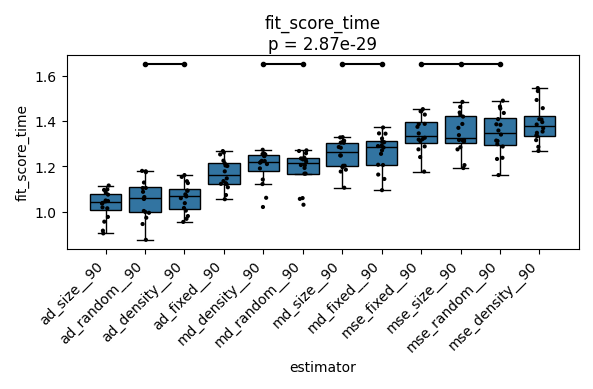 fit_score_time
p = 2.87e-29
fit_score_time
1.6
1.4
1.2
1.0
ad_size__90
ad_random__90
ad_density__90
ad_fixed__90
md_density__90
md_random__90
md_size__90
md_fixed__90
mse_fixed__90
mse_size__90
mse_random__90
mse_density__90
estimator